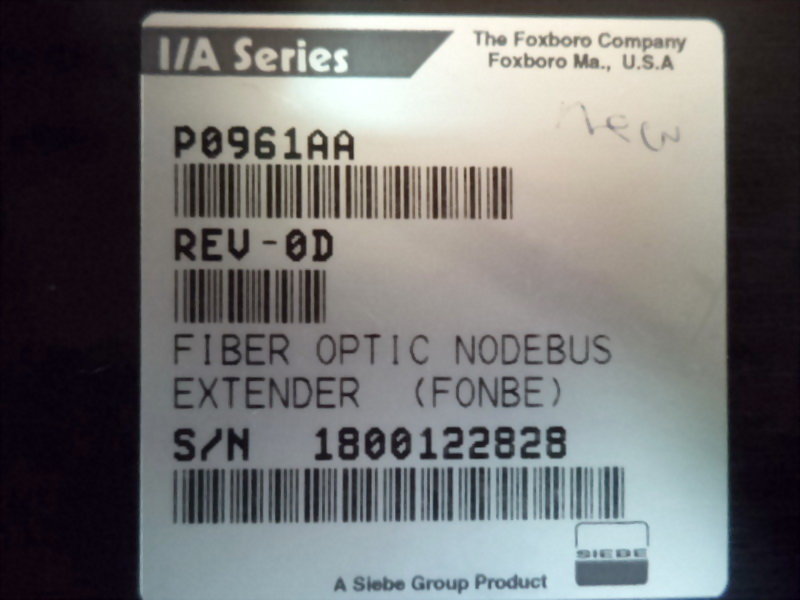 I/A Series
The Foxboro Company
Foxboro Ma., U.S.A
new
P0961AA
REV-0D
FIBER OPTIC NODEBUS
EXTENDER (FONBE)
S/N 1800122828
SIEBE
A Siebe Group Product